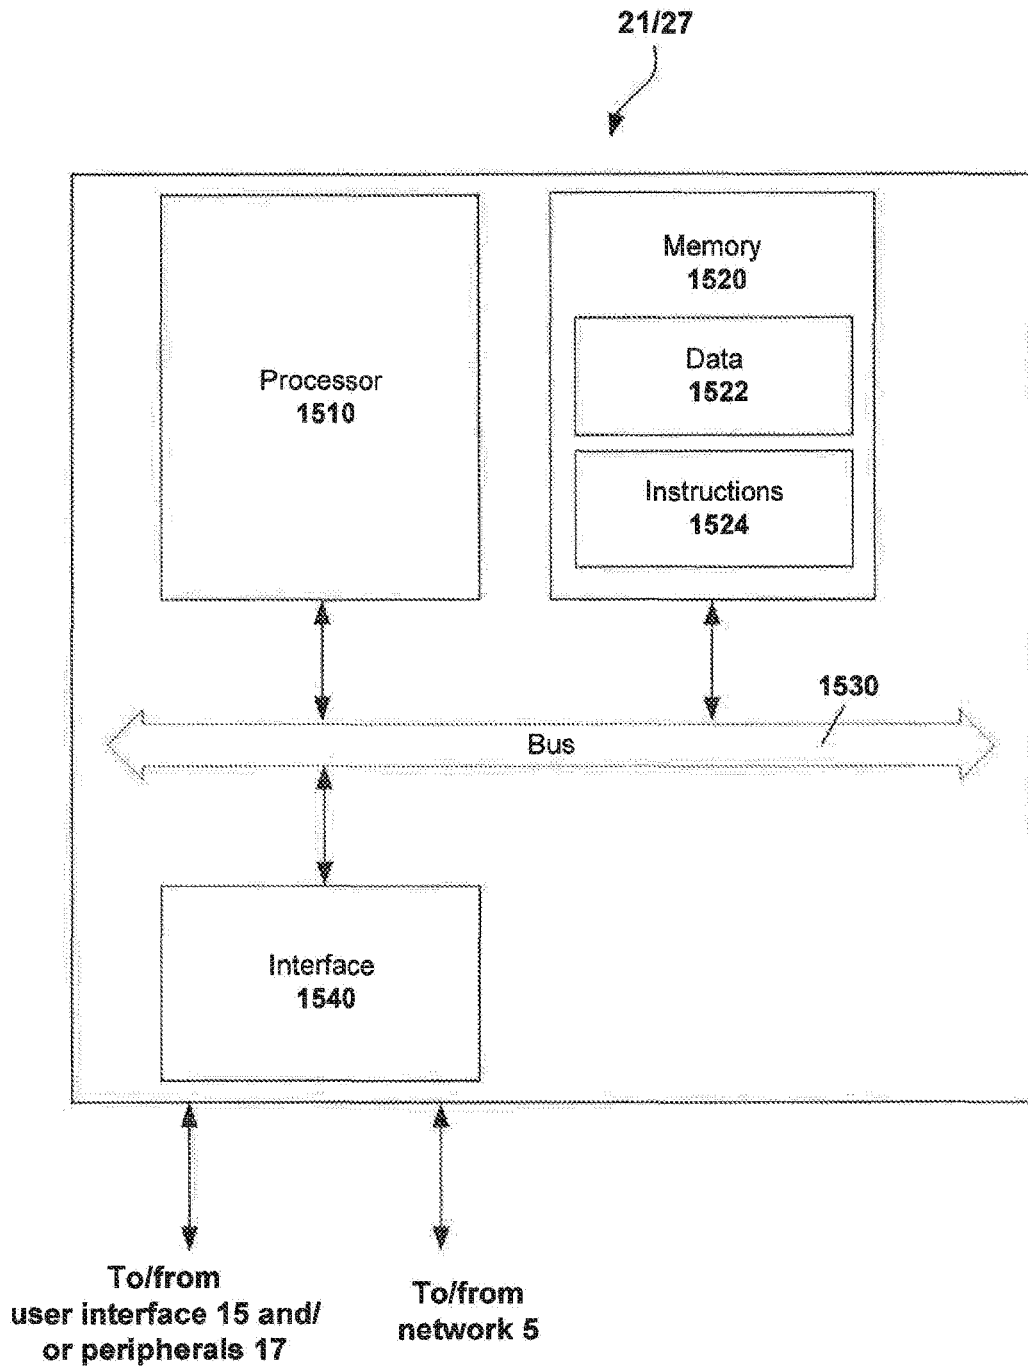 21/27
Memory
1520
Data
1522
Processor
1510
Instructions
1524
1530
Bus
Interface
1540
To/from
user interface 15 and/
or peripherals 17
To/from
network 5